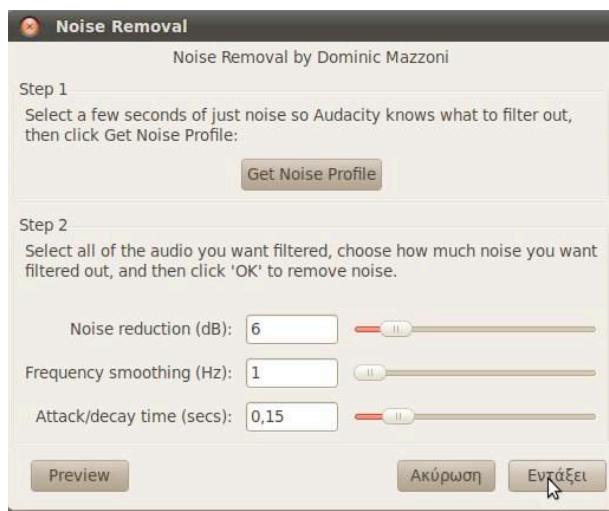 Noise Removal
Noise Removal by Dominic Mazzoni
Step 1
Select a few seconds of just noise so Audacity knows what to filter out,
then click Get Noise Profile:
Get Noise Profile
Step 2
Select all of the audio you want filtered, choose how much noise you want
filtered out, and then click 'OK' to remove noise.
Noise reduction (dB): 6
Frequency smoothing (Hz): 1
Attack/decay time (secs): 0,15
Preview Ακύρωση Εντάξει